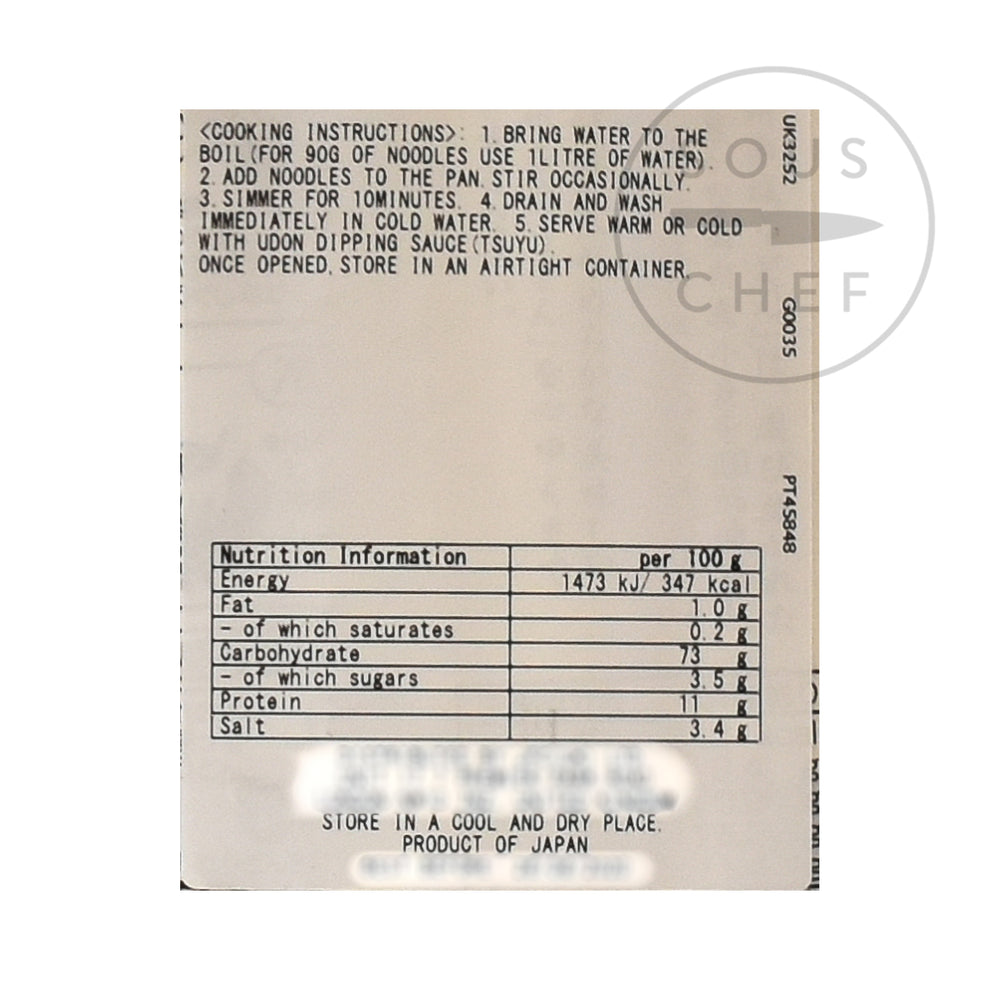 <COOKING INSTRUCTIONS>: 1. BRING WATER TO THE
BOIL(FOR 90G OF NOODLES USE 1LITRE OF WATER).
2. ADD NOODLES TO THE PAN. STIR OCCASIONALLY.
3. SIMMER FOR 10MINUTES. 4. DRAIN AND WASH
IMMEDIATELY IN COLD WATER. 5. SERVE WARM OR COLD
WITH UDON DIPPING SAUCE(TSUYU).
ONCE OPENED, STORE IN AN AIRTIGHT CONTAINER.
SOUS
CHEF
UK3252
G0035
PT45848
Nutrition Information per 100 g
Energy 1473 kJ/ 347 kcal
Fat 1.0 g
- of which saturates 0.2 g
Carbohydrate 73 g
- of which sugars 3.5 g
Protein 11 g
Salt 3.4 g
STORE IN A COOL AND DRY PLACE.
PRODUCT OF JAPAN